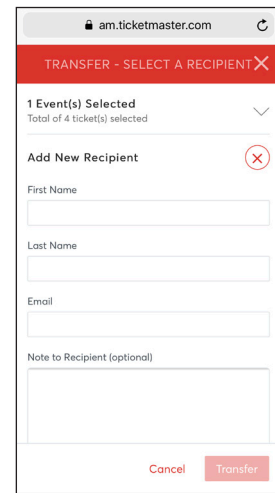 am.ticketmaster.com
TRANSFER - SELECT A RECIPIENT
1 Event(s) Selected
Total of 4 ticket(s) selected
Add New Recipient
First Name
Last Name
Email
Note to Recipient (optional)
Cancel Transfer